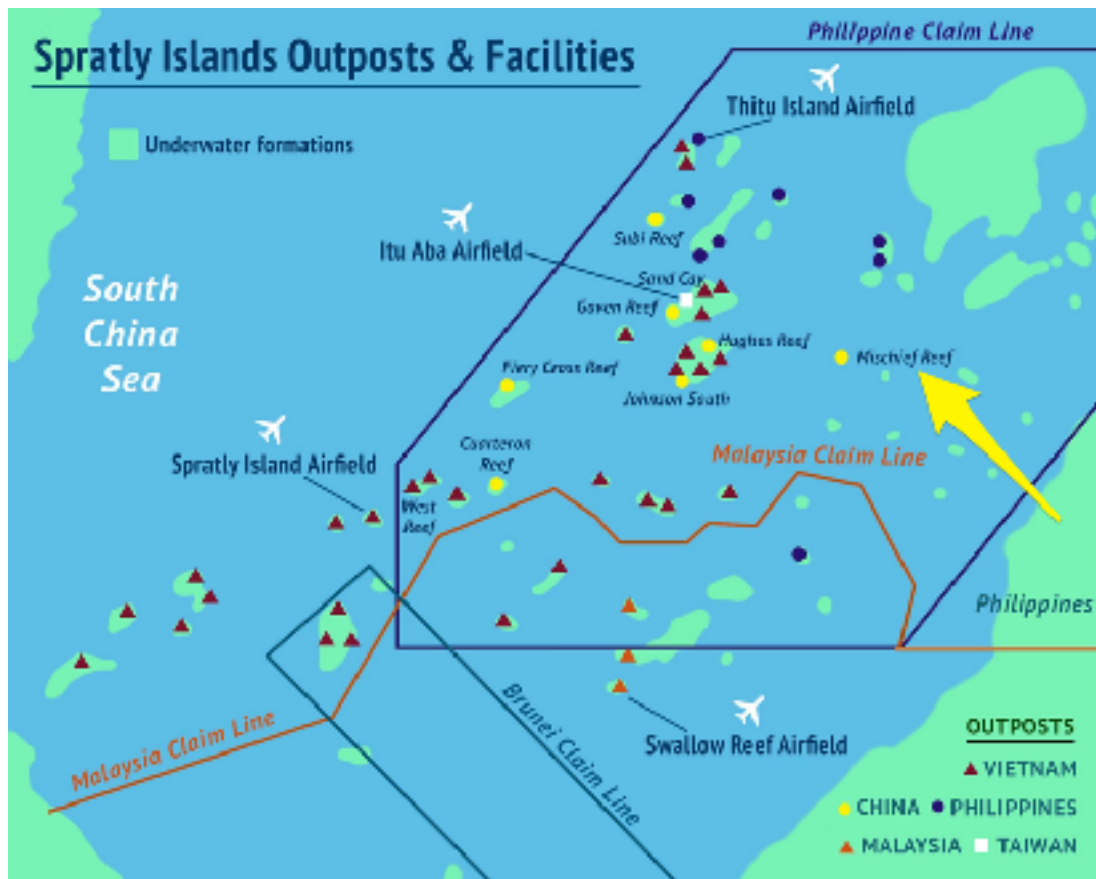 Spratly Islands Outposts & Facilities
Philippine Claim Line
Thitu Island Airfield
Underwater formations
Subi Reef
Itu Aba Airfield
Sand Cay
South
China
Sea
Gaven Reef
Hughes Reef
Mischief Reef
Fiery Cross Reef
Johnson South
Spratly Island Airfield
Cuarteron
Reef
Malaysia Claim Line
West
Reef
Philippines
Brunei Claim Line
Malaysia Claim Line
Swallow Reef Airfield
OUTPOSTS
VIETNAM
CHINA PHILIPPINES
MALAYSIA TAIWAN